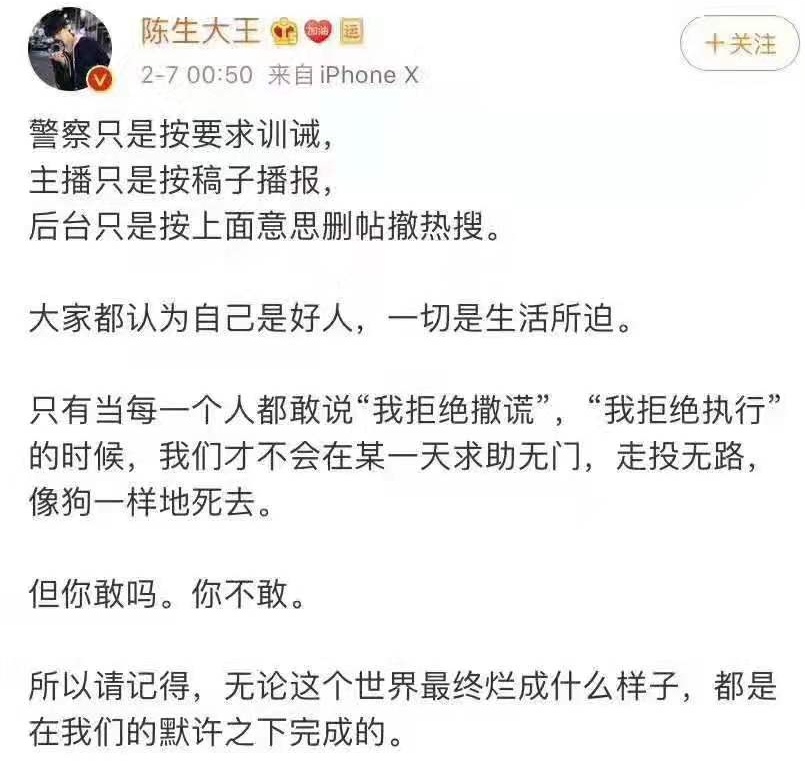 陈生大王 加油 运
+关注
2-7 00:50 来自 iPhone X
警察只是按要求训诫，
主播只是按稿子播报，
后台只是按上面意思删帖撤热搜。
大家都认为自己是好人，一切是生活所迫。
只有当每一个人都敢说“我拒绝撒谎”，“我拒绝执行”
的时候，我们才不会在某一天求助无门，走投无路，
像狗一样地死去。
但你敢吗。你不敢。
所以请记得，无论这个世界最终烂成什么样子，都是
在我们的默许之下完成的。